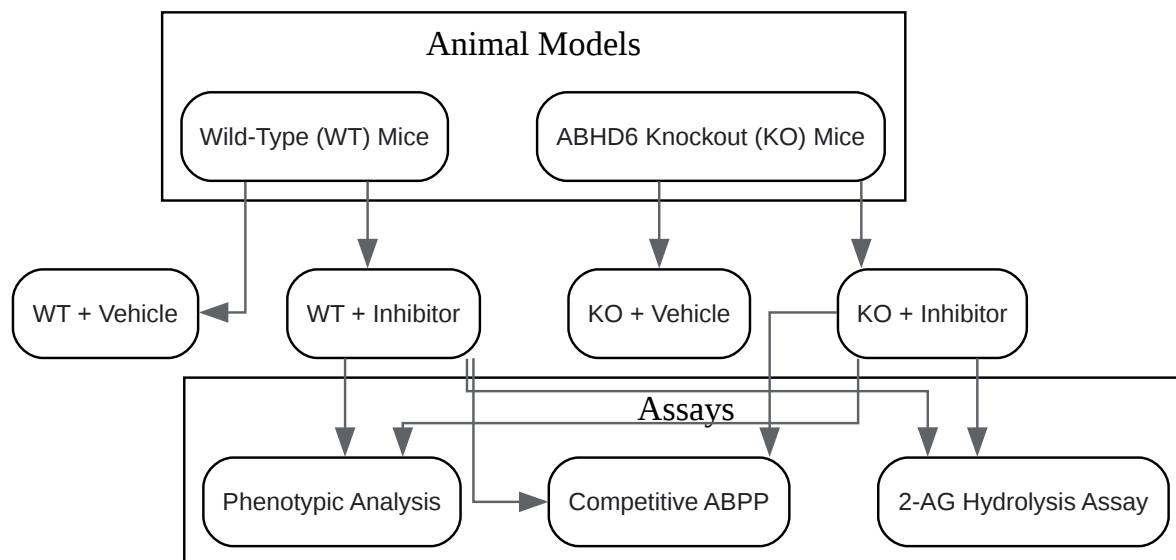 Animal Models
Wild-Type (WT) Mice
ABHD6 Knockout (KO) Mice
WT + Vehicle
WT + Inhibitor
KO + Vehicle
KO + Inhibitor
Assays
Phenotypic Analysis
Competitive ABPP
2-AG Hydrolysis Assay